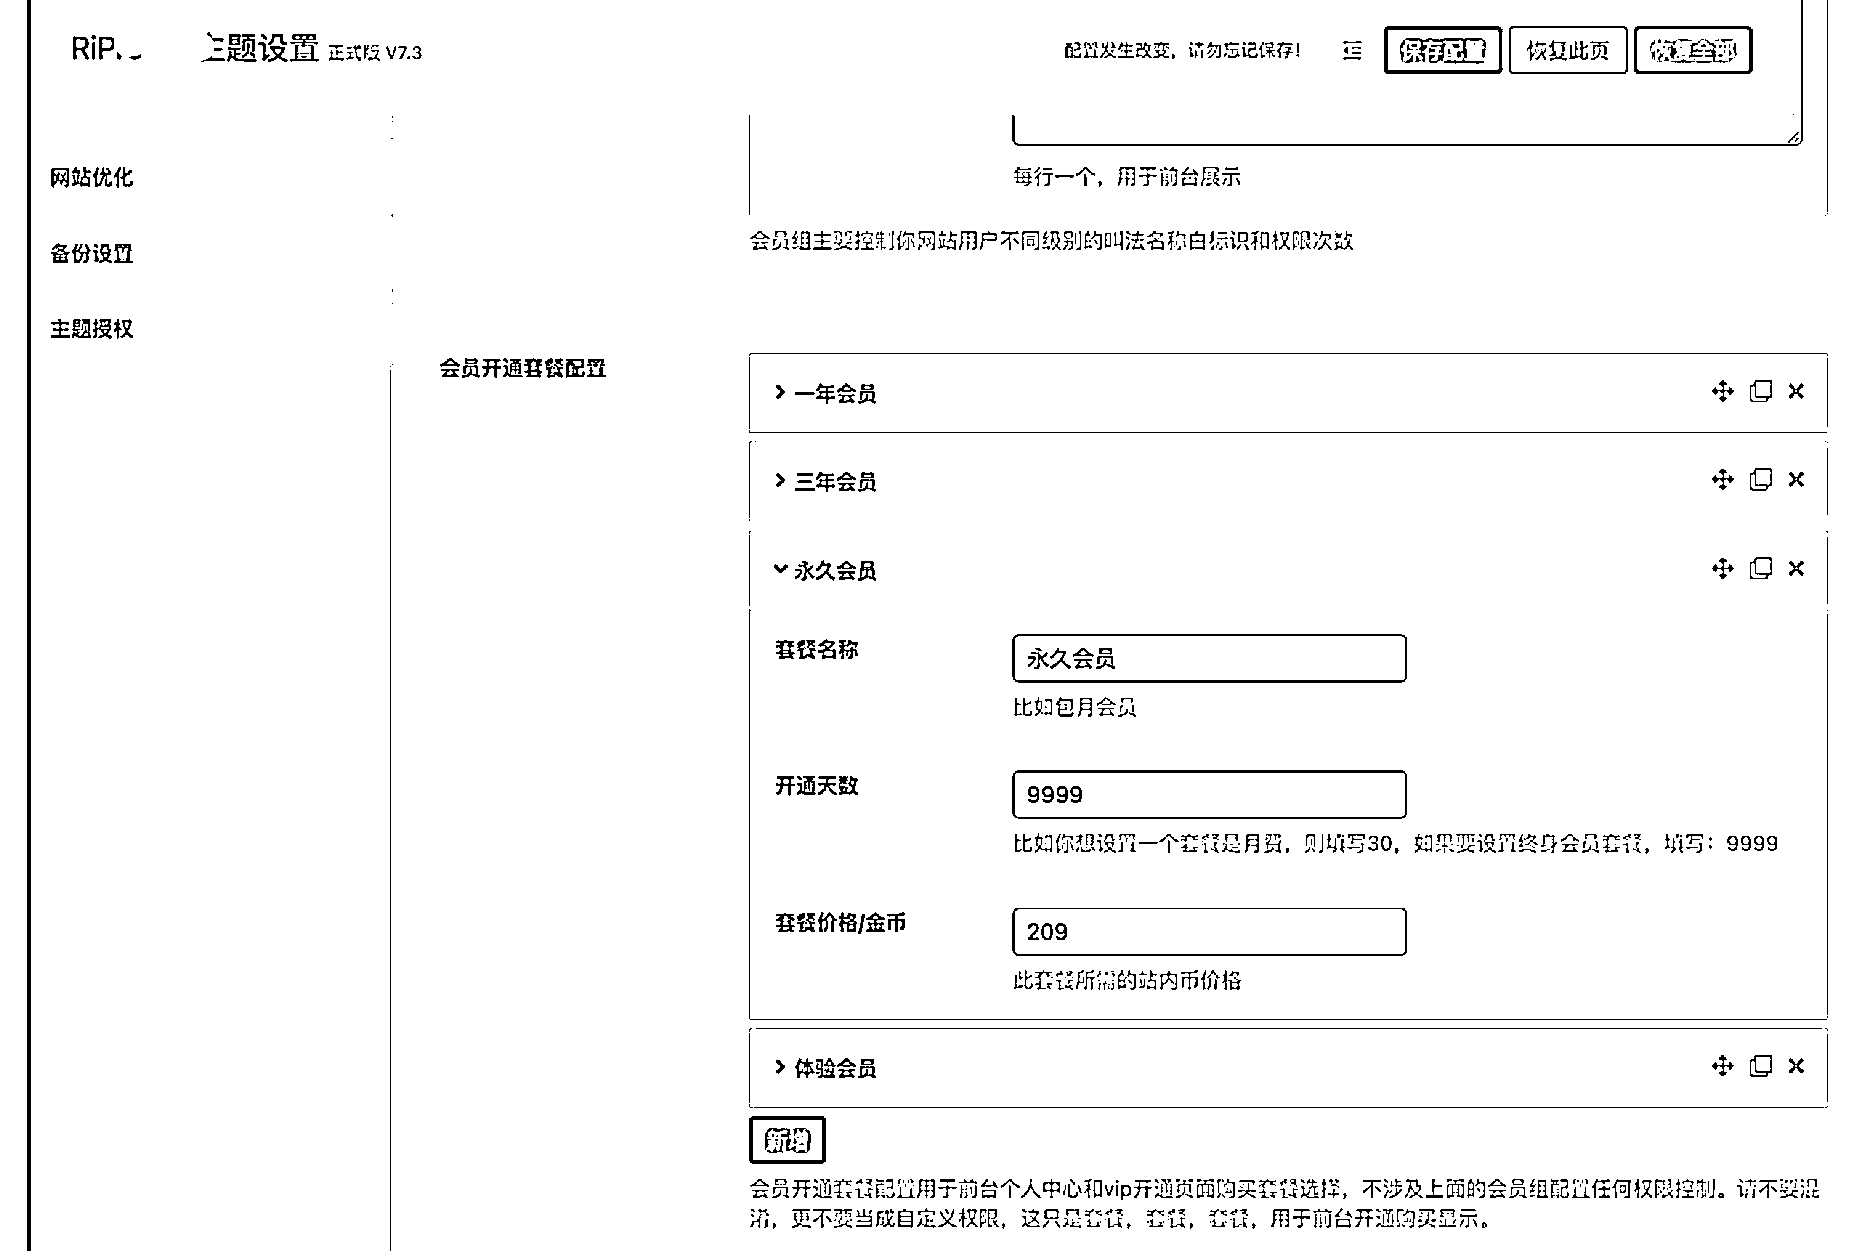 RiP 主题设置 正式版 V7.3
配置发生改变，请勿忘记保存！
保存配置
恢复此页
恢复全部
网站优化
备份设置
主题授权
每行一个，用于前台展示
会员组主要控制你网站用户不同级别的叫法名称自标识和权限次数
会员开通套餐配置
一年会员
三年会员
永久会员
套餐名称
永久会员
比如包月会员
开通天数
9999
比如你想设置一个套餐是月费，则填写30，如果要设置终身会员套餐，填写：9999
套餐价格/金币
209
此套餐所需的站内币价格
体验会员
新增
会员开通套餐配置用于前台个人中心和vip开通页面购买套餐选择，不涉及上面的会员组配置任何权限控制。请不要混
淆，更不要当成自定义权限，这只是套餐，套餐，套餐，用于前台开通购买显示。